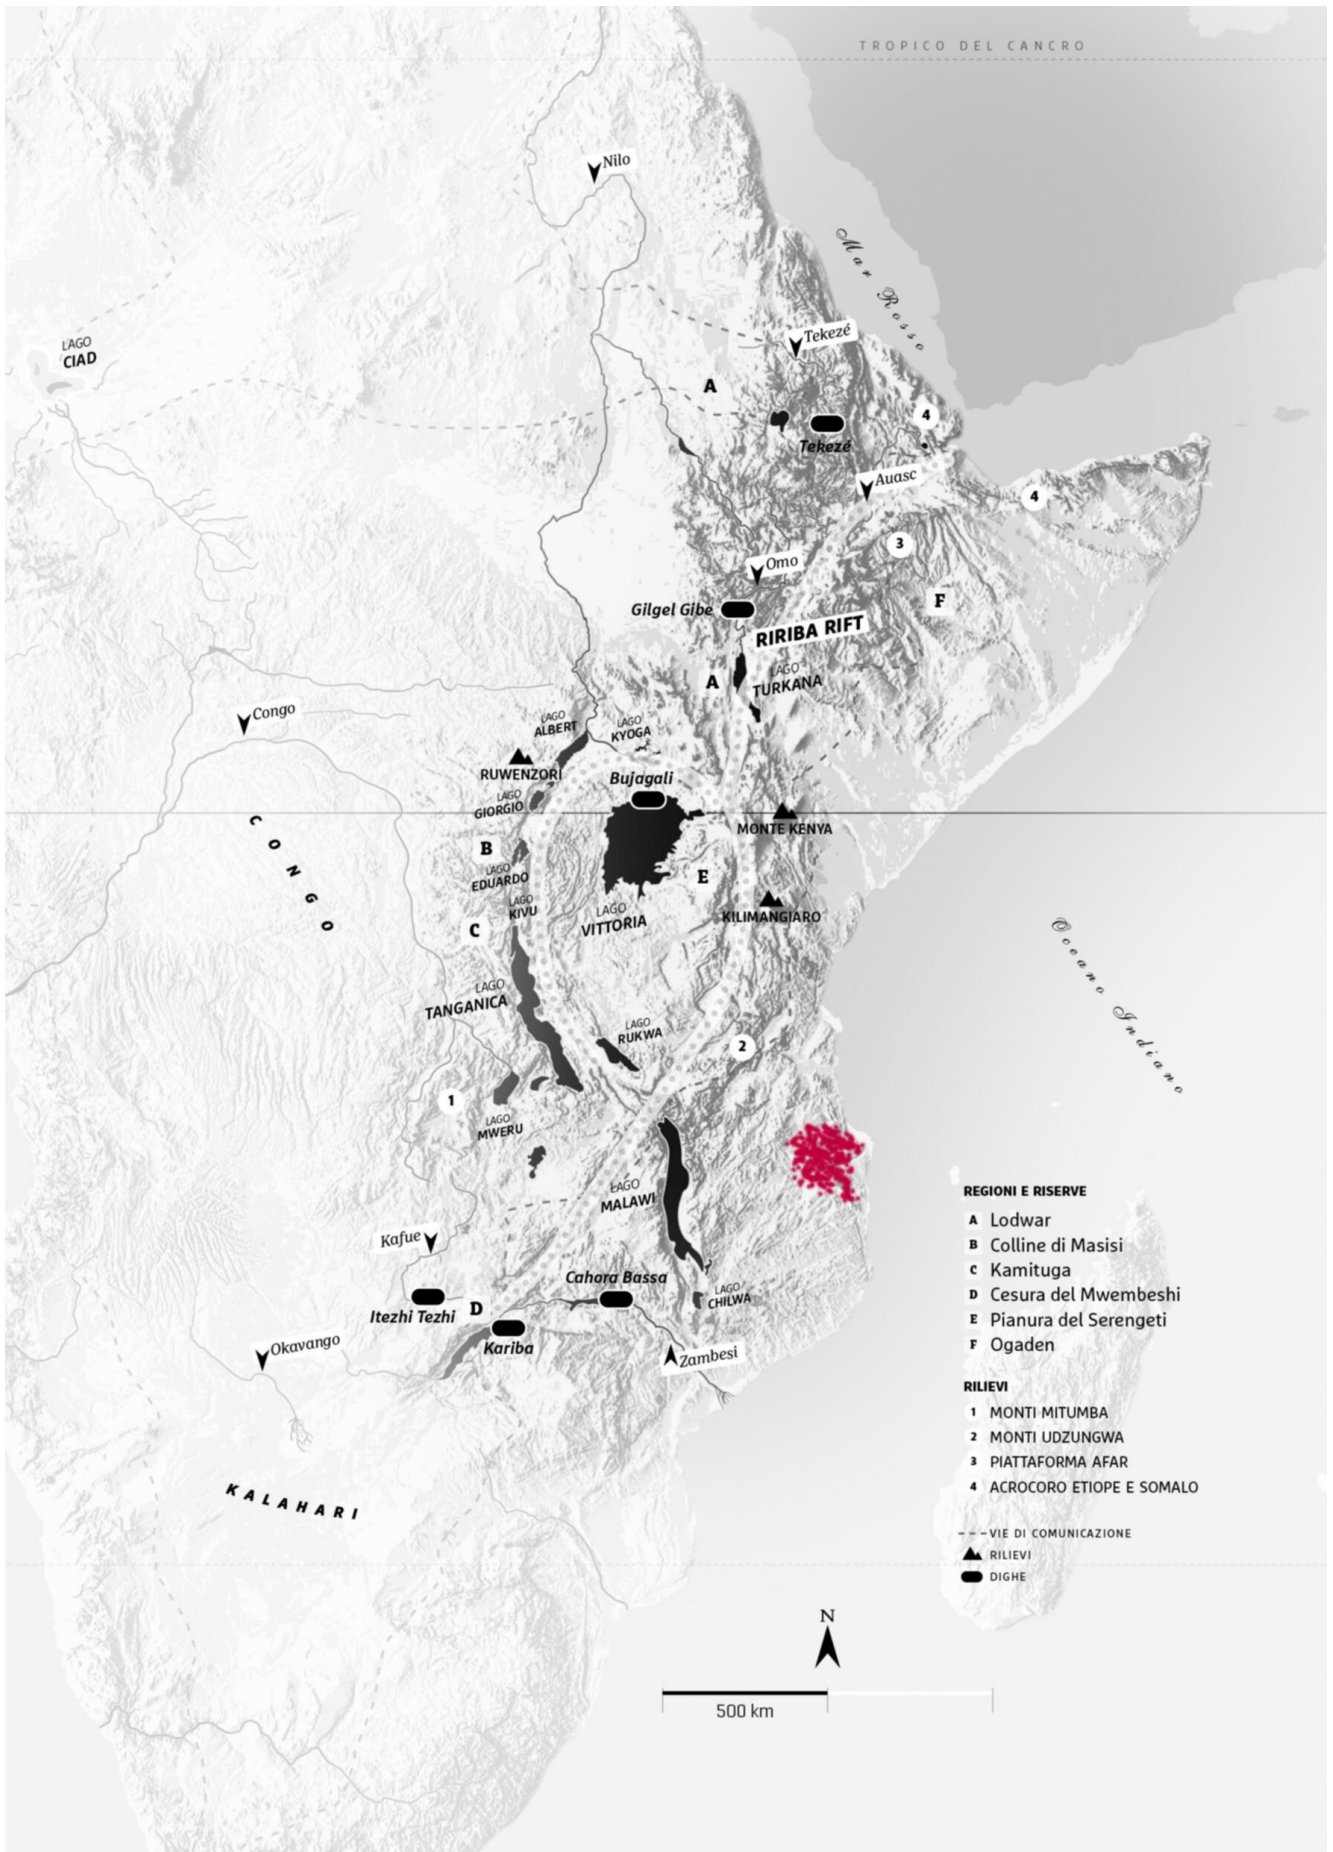 TROPICO DEL CANCRO
Nilo
Mar Rosso
Tekezé
LAGO
CIAD
A
4
Tekezé
Auasc
4
3
Omo
F
Gilgel Gibe
RIRIBA RIFT
LAGO
TURKANA
A
Congo
LAGO
ALBERT
LAGO
KYOGA
RUWENZORI
Bujagali
LAGO
GIORGIO
MONTE KENYA
CONGO
B
LAGO
EDUARDO
E
LAGO
KIVU
KILIMANGIARO
LAGO
VITTORIA
C
Oceano Indiano
LAGO
TANGANICA
LAGO
RUKWA
2
1
LAGO
MWERU
LAGO
MALAWI
Kafue
Cahora Bassa
LAGO
CHILWA
D
Itezhi Tezhi
Kariba
Okavango
Zambesi
KALAHARI
REGIONI E RISERVE
A Lodwar
B Colline di Masisi
C Kamituga
D Cesura del Mwembeshi
E Pianura del Serengeti
F Ogaden
RILIEVI
1 MONTI MITUMBA
2 MONTI UDZUNGWA
3 PIATTAFORMA AFAR
4 ACROCORO ETIOPE E SOMALO
VIE DI COMUNICAZIONE
RILIEVI
DIGHE
N
500 km